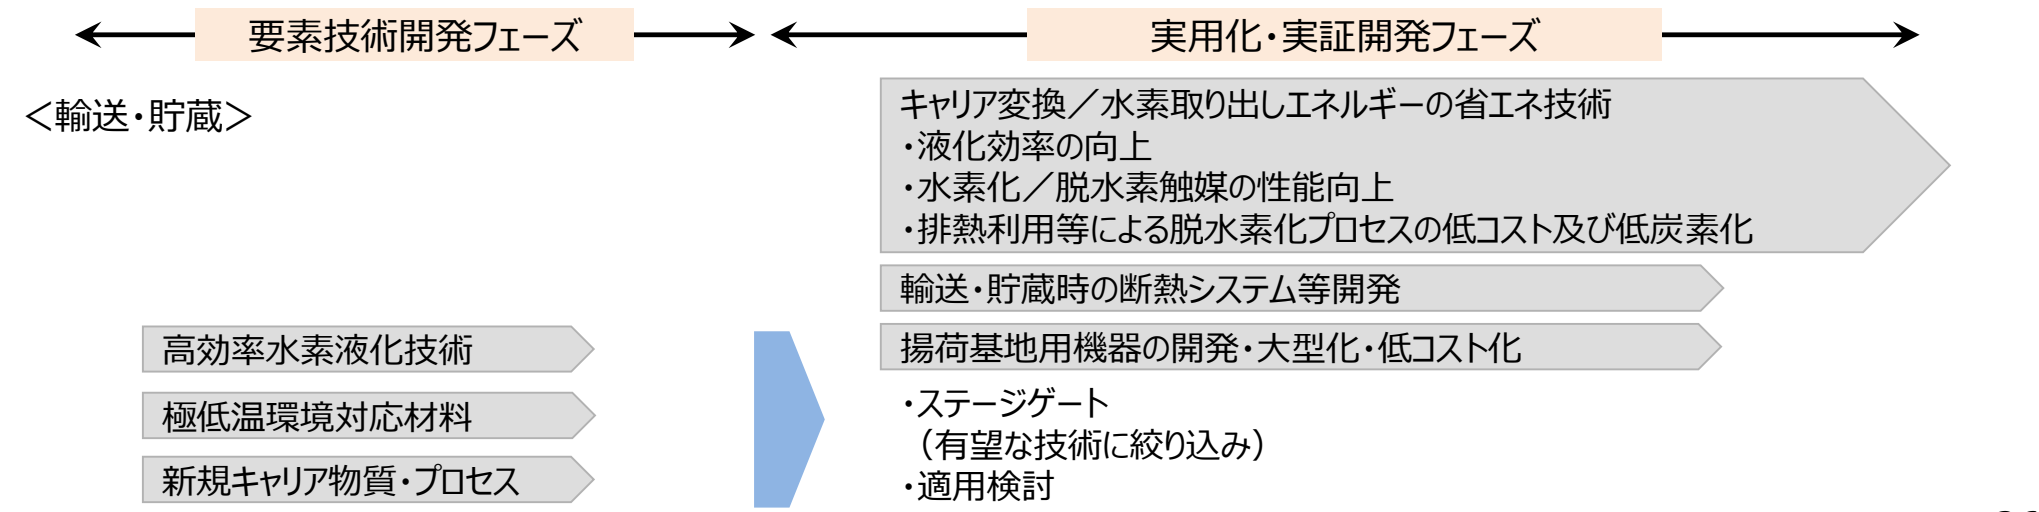 要素技術開発フェーズ
実用化・実証開発フェーズ
＜輸送・貯蔵＞
キャリア変換／水素取り出しエネルギーの省エネ技術
・液化効率の向上
・水素化／脱水素触媒の性能向上
・排熱利用等による脱水素化プロセスの低コスト及び低炭素化
輸送・貯蔵時の断熱システム等開発
高効率水素液化技術
揚荷基地用機器の開発・大型化・低コスト化
極低温環境対応材料
新規キャリア物質・プロセス
・ステージゲート
（有望な技術に絞り込み）
・適用検討